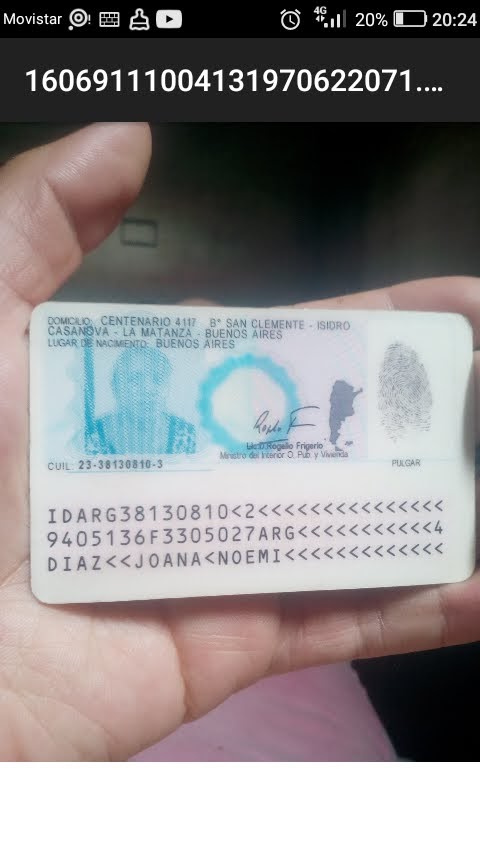 Movistar 4G 20% 20:24
16069111004131970622071....
DOMICILIO: CENTENARIO 4117 B° SAN CLEMENTE - ISIDRO
CASANOVA - LA MATANZA - BUENOS AIRES
LUGAR DE NACIMIENTO: BUENOS AIRES
Lic. D. Rogelio Frigerio
Ministro del Interior O. Pub. y Vivienda
CUIL: 23-38130810-3
PULGAR
IDARG38130810<2<<<<<<<<<<<<<<<
9405136F3305027ARG<<<<<<<<<<<4
DIAZ<<JOANA<NOEMI<<<<<<<<<<<<<